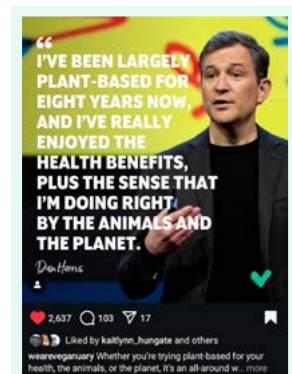 “
I’VE BEEN LARGELY
PLANT-BASED FOR
EIGHT YEARS NOW,
AND I’VE REALLY
ENJOYED THE
HEALTH BENEFITS,
PLUS THE SENSE THAT
I’M DOING RIGHT
BY THE ANIMALS AND
THE PLANET.
Dan Harris
2,637 103 17
Liked by kaitlynn_hungate and others
weareveganuary Whether you're trying plant-based for your
health, the animals, or the planet, it's an all-around w... more